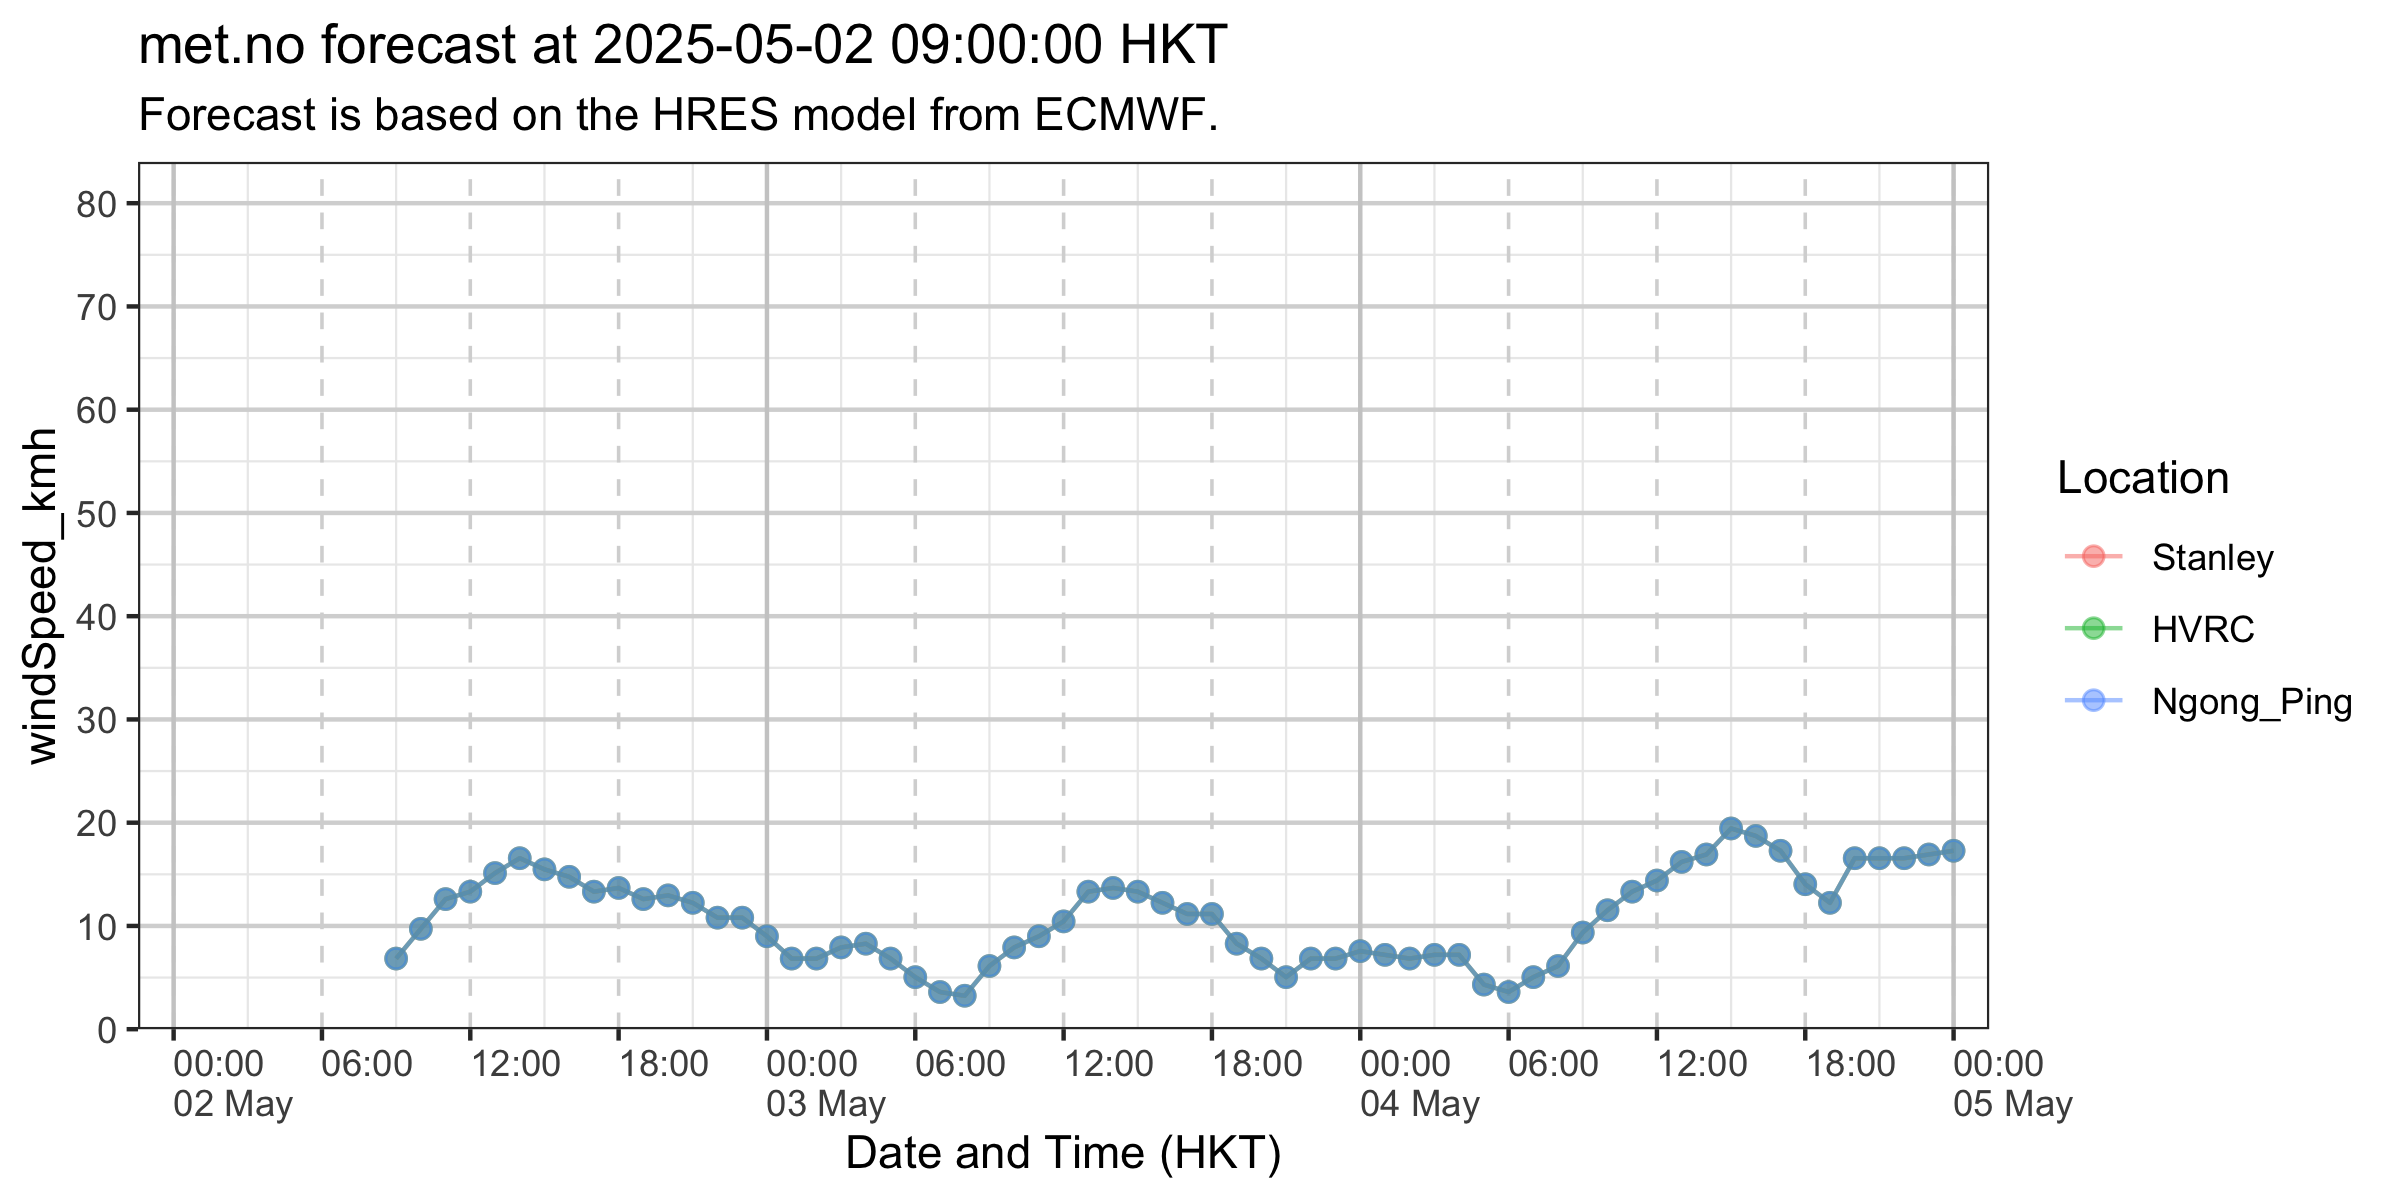 met.no forecast at 2025-05-02 09:00:00 HKT
Forecast is based on the HRES model from ECMWF.
windSpeed_kmh
80
70
60
50
40
30
20
10
0
00:00 06:00 12:00 18:00 00:00 06:00 12:00 18:00 00:00 06:00 12:00 18:00 00:00
02 May 03 May 04 May 05 May
Date and Time (HKT)
Location
Stanley
HVRC
Ngong_Ping